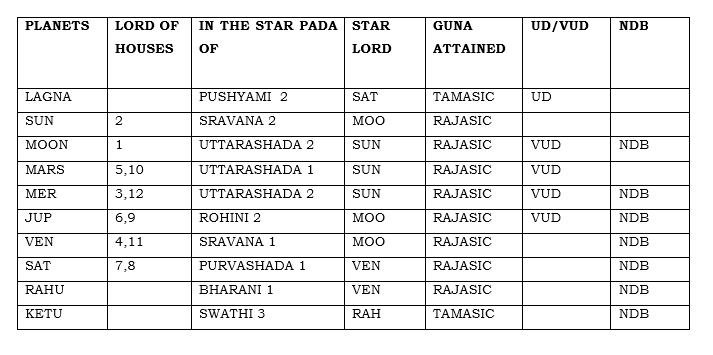 PLANETS LORD OF HOUSES IN THE STAR PADA OF STAR LORD GUNA ATTAINED UD/VUD NDB
LAGNA PUSHYAMI 2 SAT TAMASIC UD
SUN 2 SRAVANA 2 MOO RAJASIC
MOON 1 UTTARASHADA 2 SUN RAJASIC VUD NDB
MARS 5,10 UTTARASHADA 1 SUN RAJASIC VUD
MER 3,12 UTTARASHADA 2 SUN RAJASIC VUD NDB
JUP 6,9 ROHINI 2 MOO RAJASIC VUD NDB
VEN 4,11 SRAVANA 1 MOO RAJASIC NDB
SAT 7,8 PURVASHADA 1 VEN RAJASIC NDB
RAHU BHARANI 1 VEN RAJASIC NDB
KETU SWATHI 3 RAH TAMASIC NDB